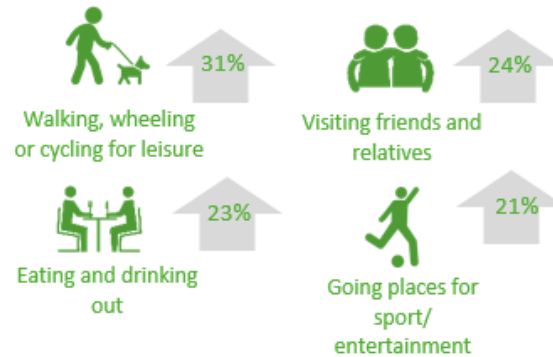 31%
Walking, wheeling
or cycling for leisure
24%
Visiting friends and
relatives
23%
Eating and drinking
out
21%
Going places for
sport/
entertainment